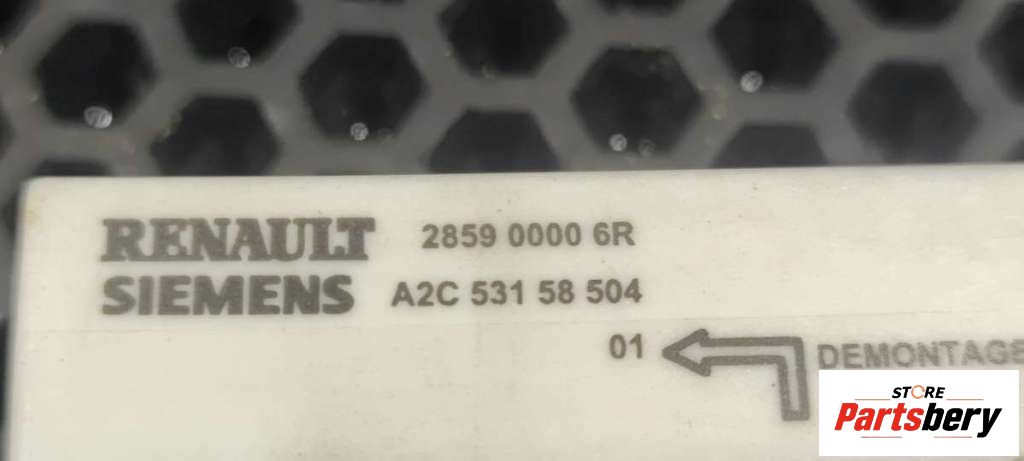 RENAULT 2859 0000 6R
SIEMENS A2C 531 58 504
01 DEMONTAGE
STORE
Partsbery